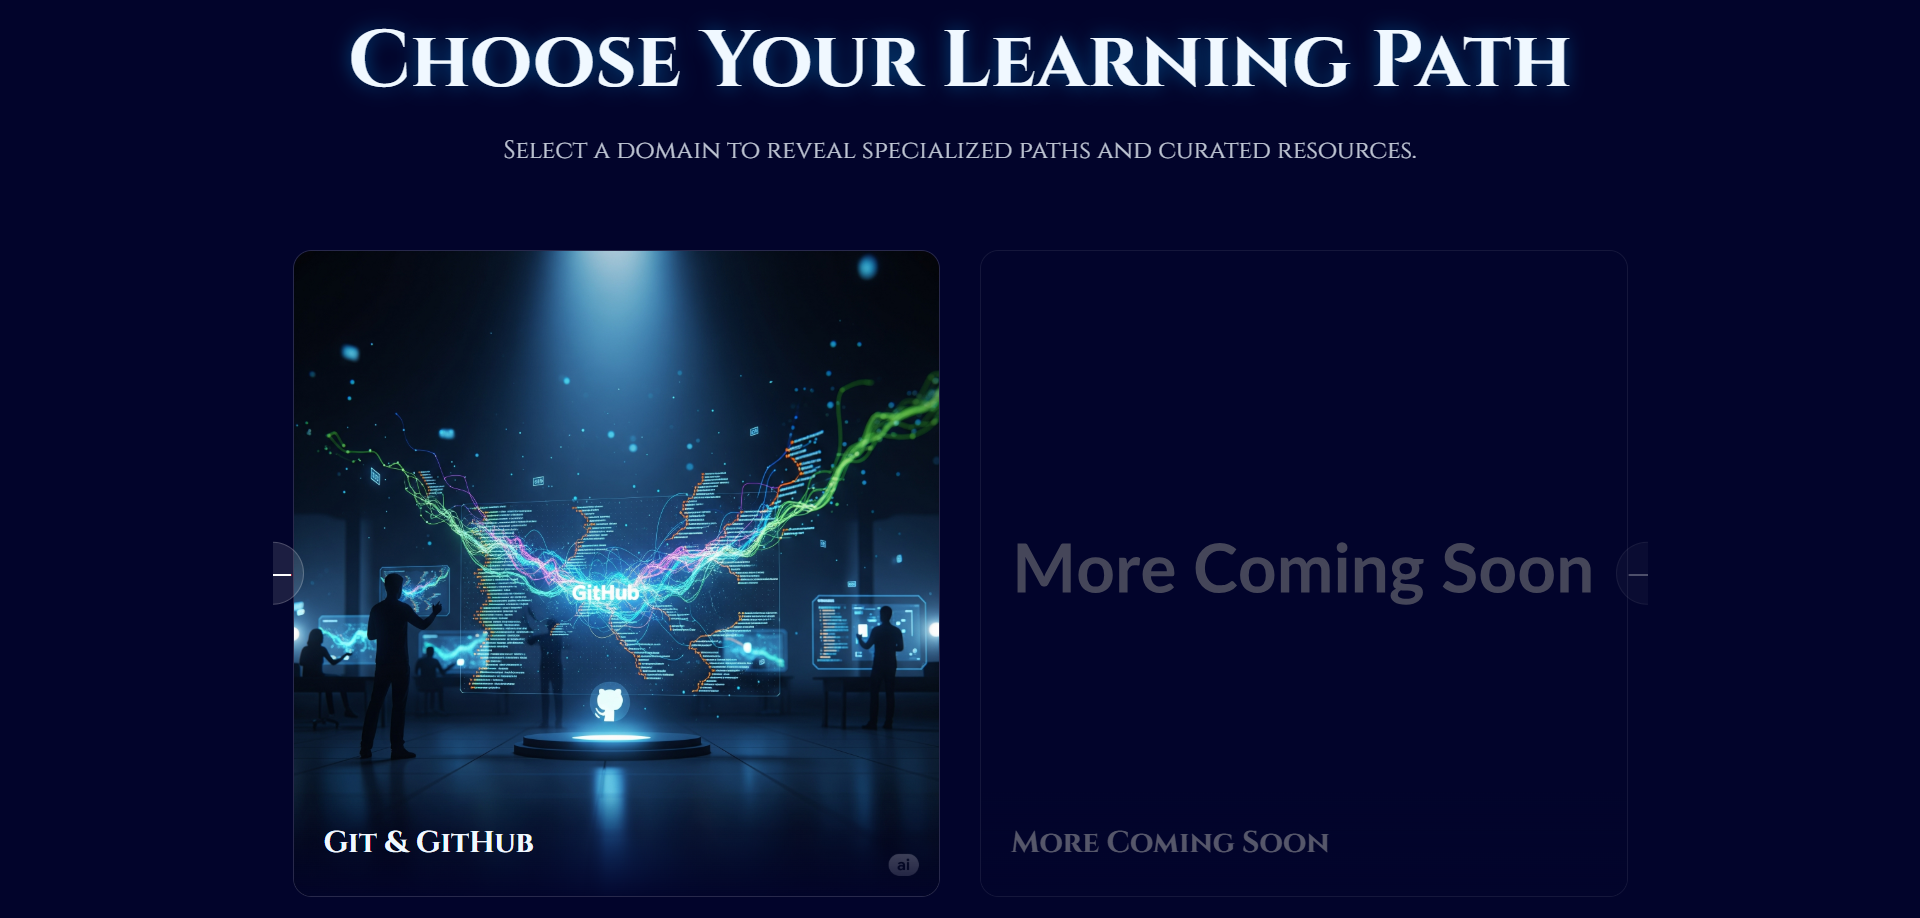 Choose Your Learning Path
Select a domain to reveal specialized paths and curated resources.
GitHub
More Coming Soon
Git & GitHub
ai
More Coming Soon